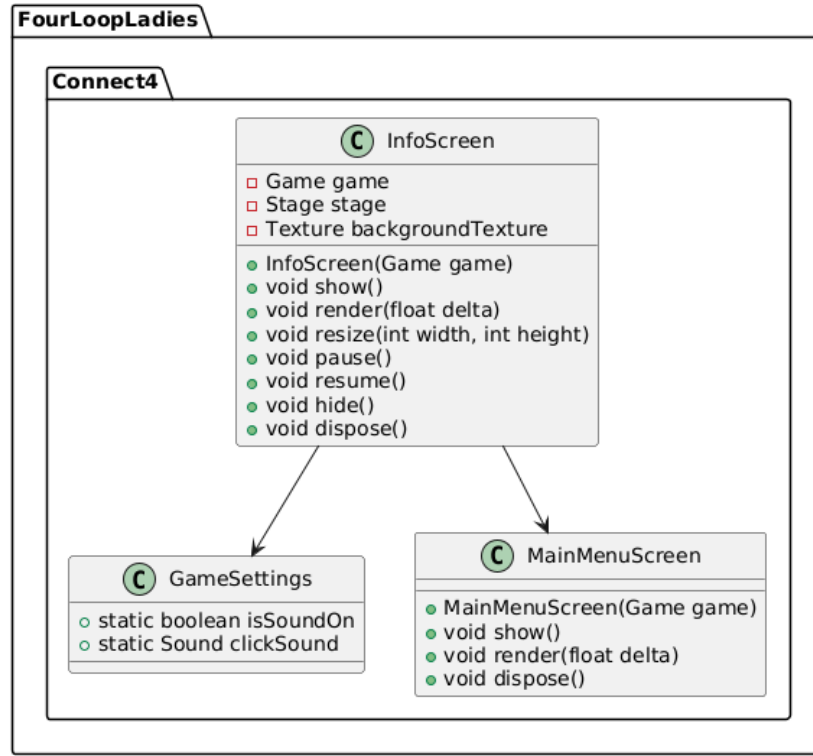 FourLoopLadies
Connect4
C InfoScreen
Game game
Stage stage
Texture backgroundTexture
InfoScreen(Game game)
void show()
void render(float delta)
void resize(int width, int height)
void pause()
void resume()
void hide()
void dispose()
C GameSettings
static boolean isSoundOn
static Sound clickSound
C MainMenuScreen
MainMenuScreen(Game game)
void show()
void render(float delta)
void dispose()